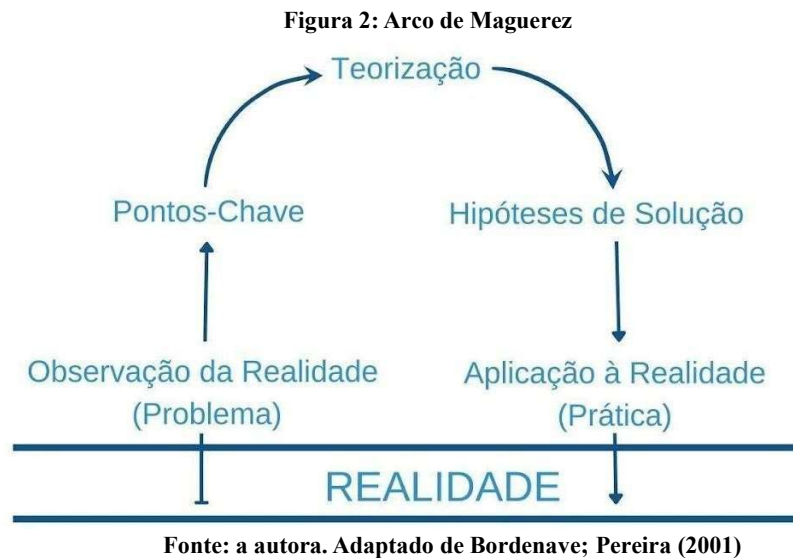 Figura 2: Arco de Maguerez
Teorização
Pontos-Chave
Hipóteses de Solução
Observação da Realidade
(Problema)
Aplicação à Realidade
(Prática)
REALIDADE
Fonte: a autora. Adaptado de Bordenave; Pereira (2001)